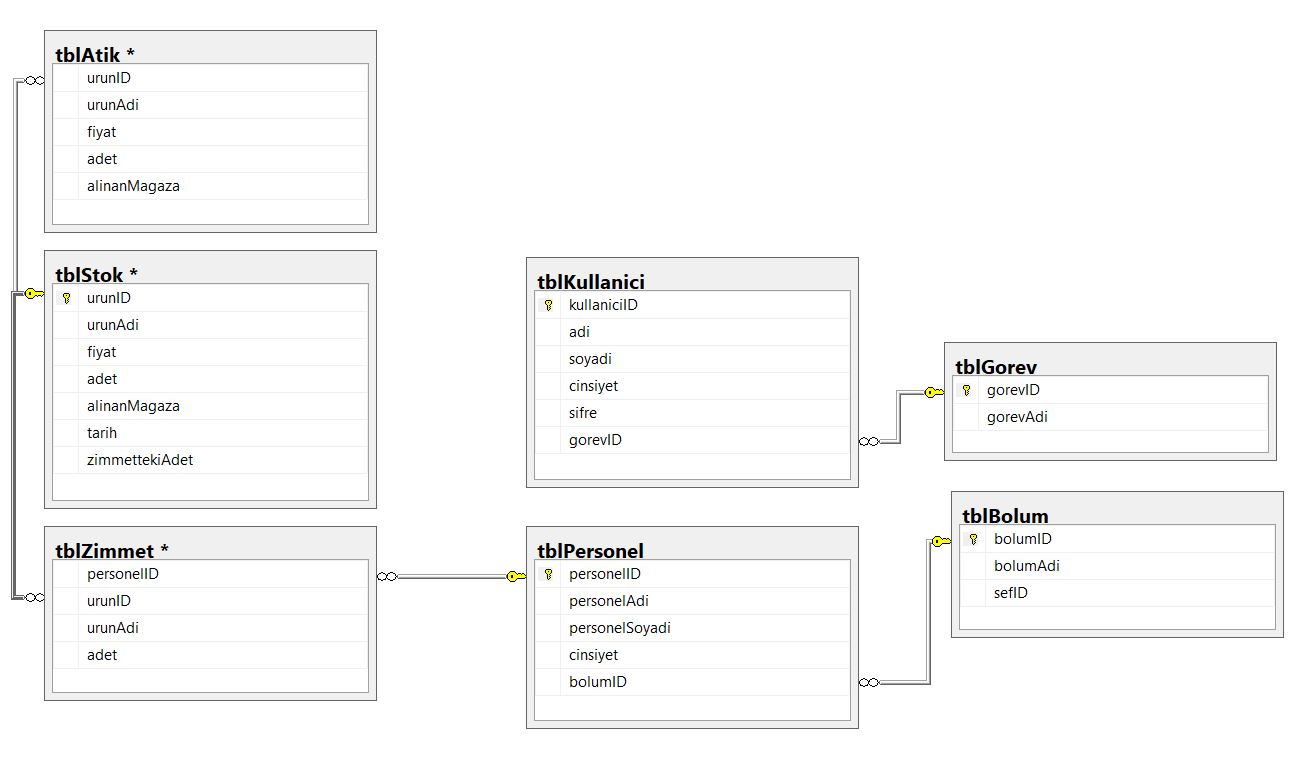 tblAtik *
urunID
urunAdi
fiyat
adet
alinanMagaza
tblStok *
urunID
urunAdi
fiyat
adet
alinanMagaza
tarih
zimmettekiAdet
tblZimmet *
personelID
urunID
urunAdi
adet
tblKullanici
kullaniciID
adi
soyadi
cinsiyet
sifre
gorevID
tblPersonel
personelID
personelAdi
personelSoyadi
cinsiyet
bolumID
tblGorev
gorevID
gorevAdi
tblBolum
bolumID
bolumAdi
sefID